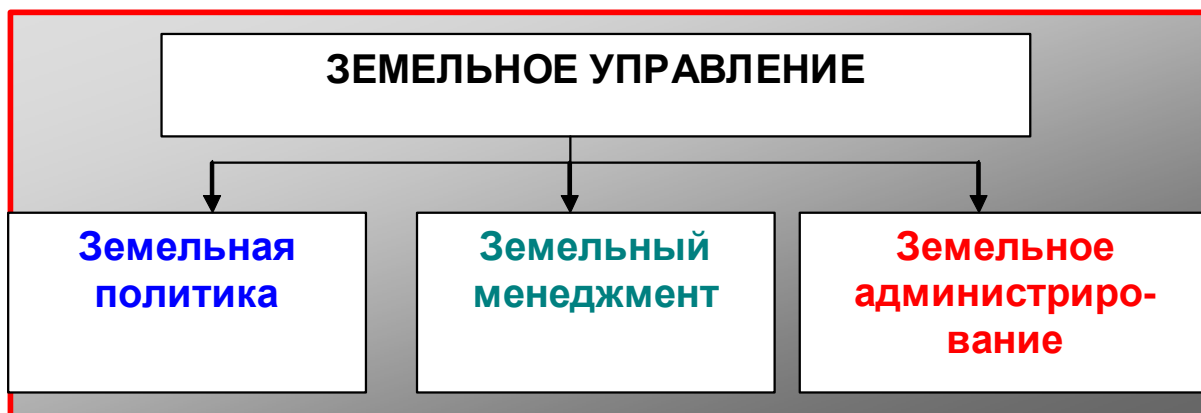 ЗЕМЕЛЬНОЕ УПРАВЛЕНИЕ
Земельная
политика
Земельный
менеджмент
Земельное
администриро-
вание